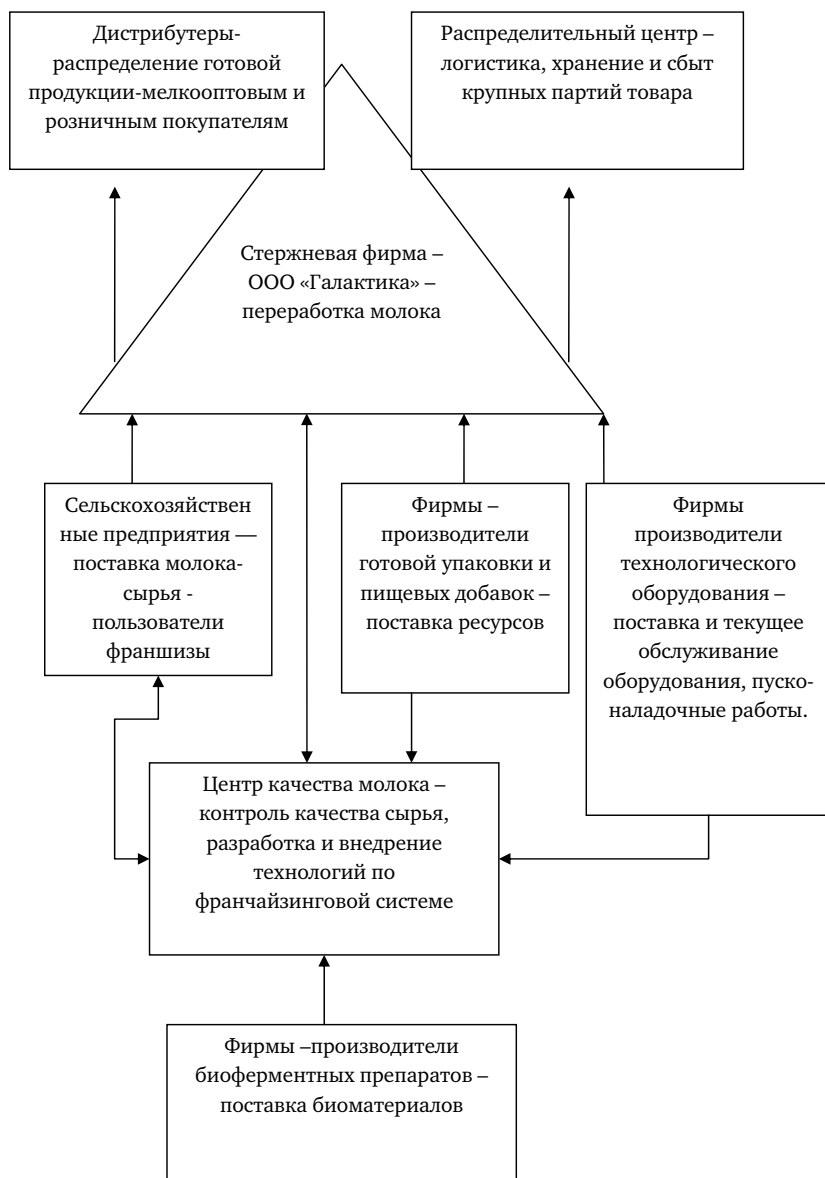 Дистрибутеры-
распределение готовой
продукции-мелкооптовым и
розничным покупателям
Распределительный центр –
логистика, хранение и сбыт
крупных партий товара
Стержневая фирма –
ООО «Галактика» –
переработка молока
Сельскохозяйствен
ные предприятия —
поставка молока-
сырья -
пользователи
франшизы
Фирмы –
производители
готовой упаковки и
пищевых добавок –
поставка ресурсов
Фирмы
производители
технологического
оборудования –
поставка и текущее
обслуживание
оборудования, пуско-
наладочные работы.
Центр качества молока –
контроль качества сырья,
разработка и внедрение
технологий по
франчайзинговой системе
Фирмы –производители
биоферментных препаратов –
поставка биоматериалов